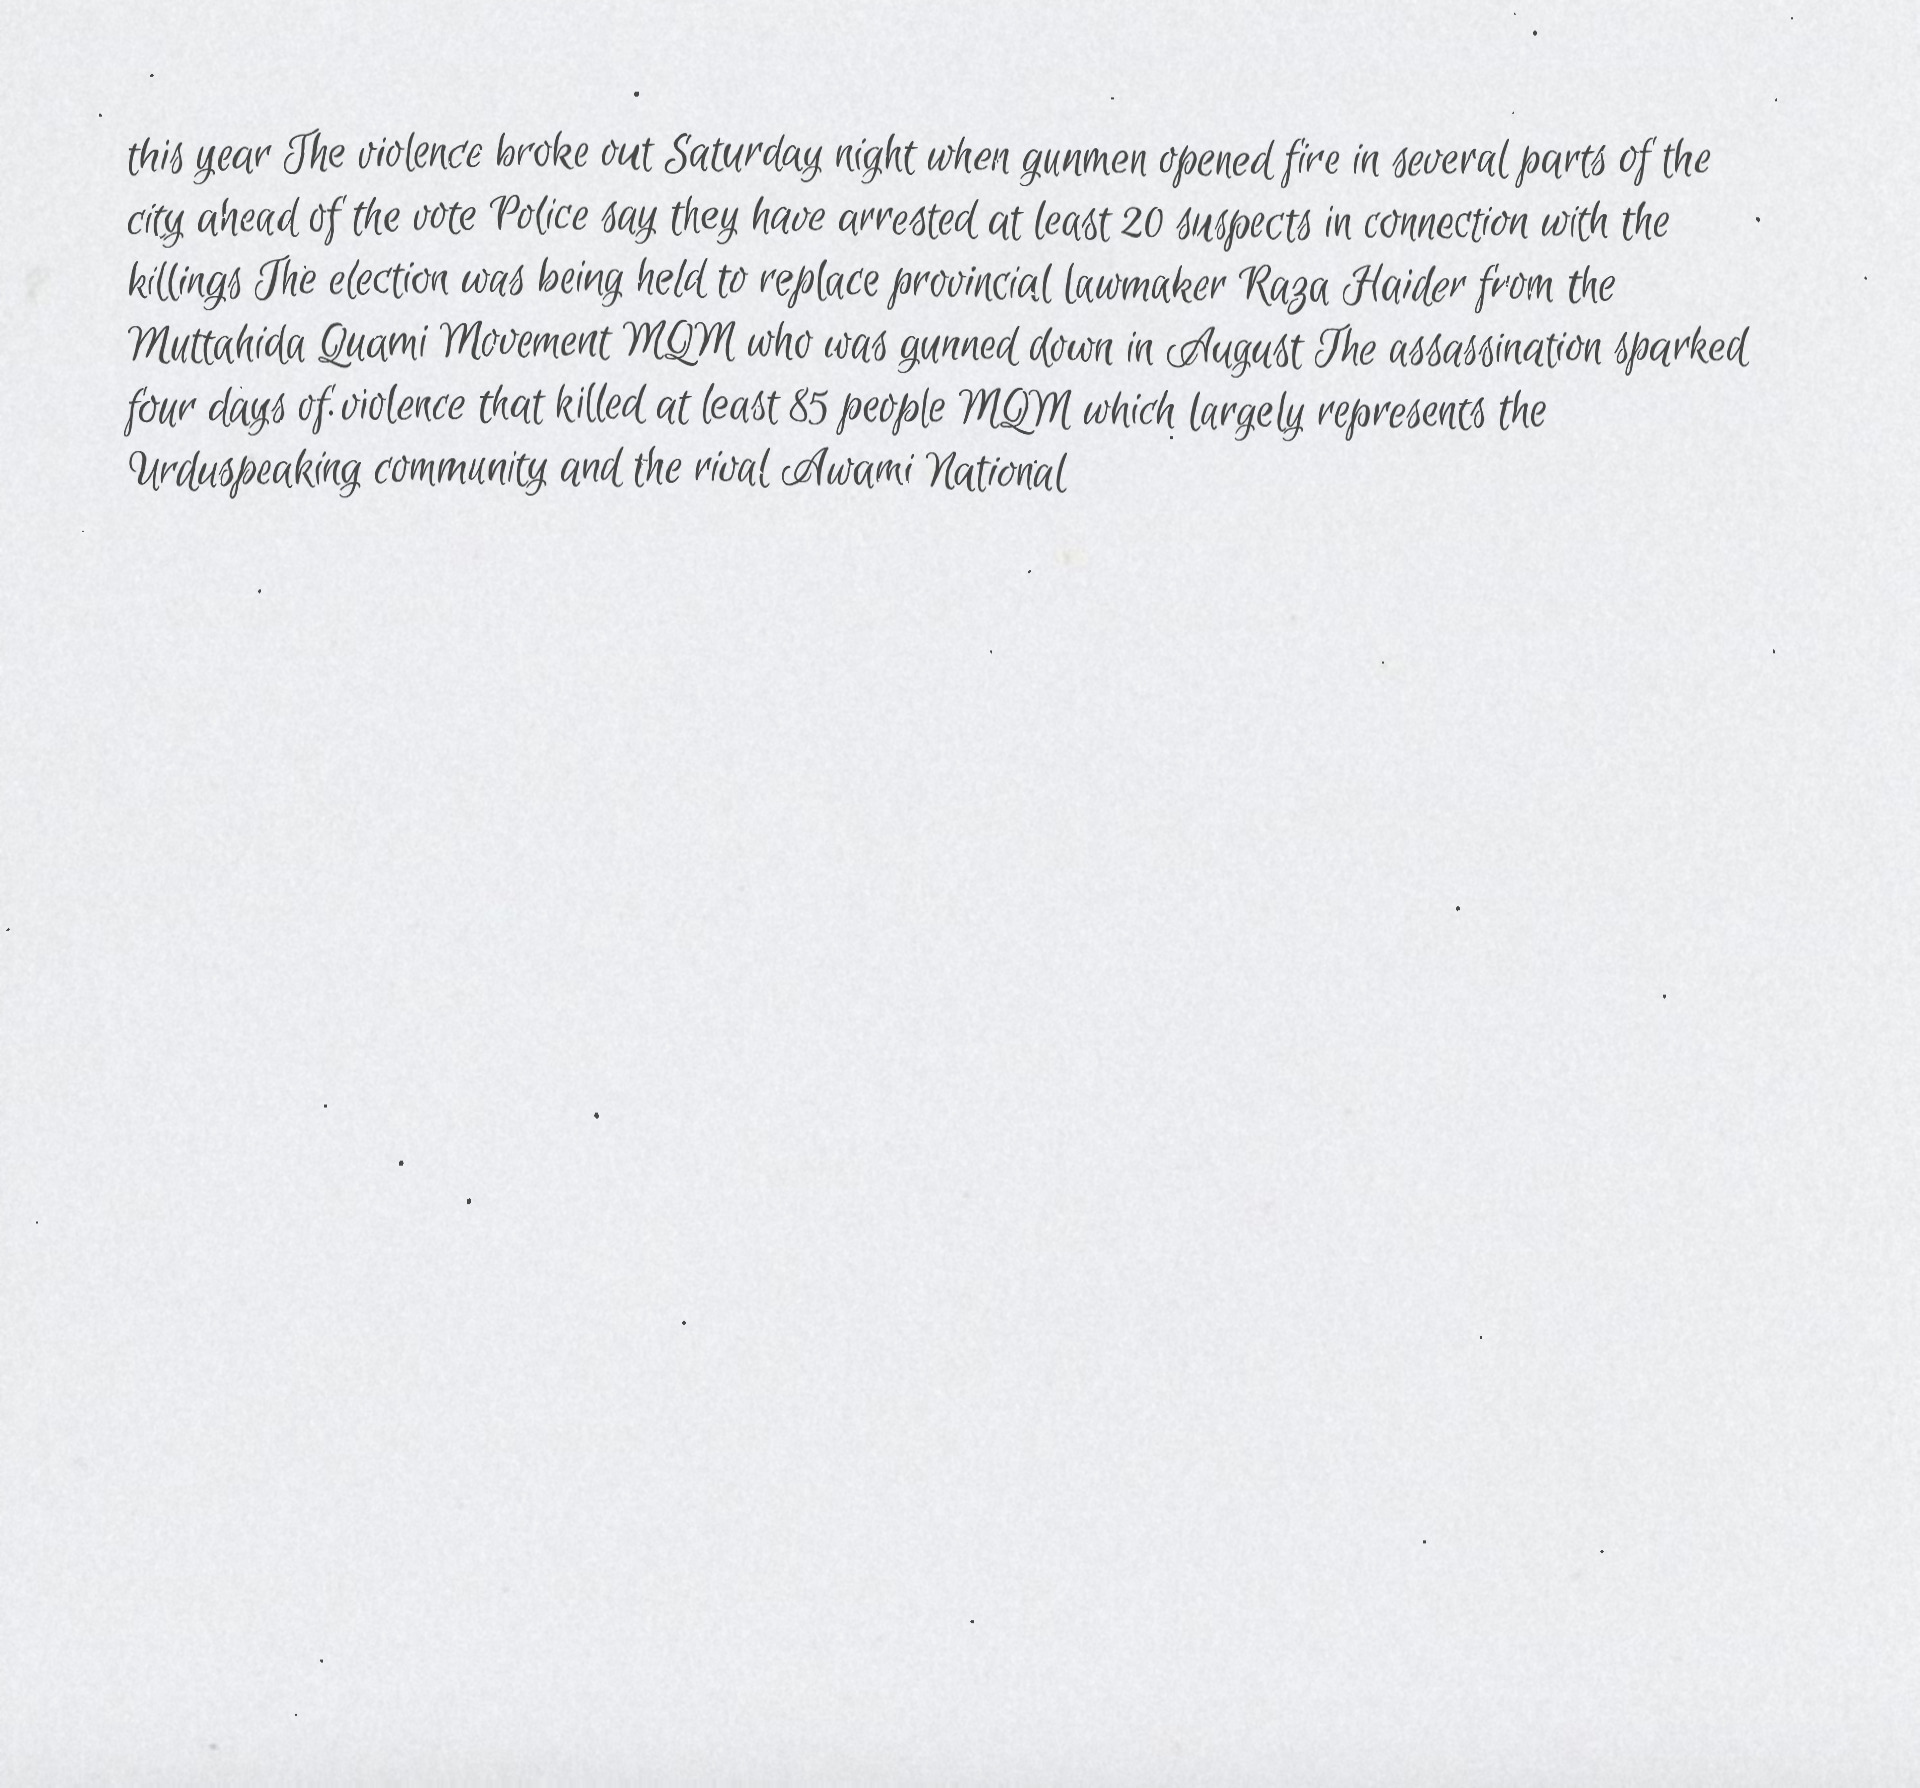 this year The violence broke out Saturday night when gunmen opened fire in several parts of the
city ahead of the vote Police say they have arrested at least 20 suspects in connection with the
killings The election was being held to replace provincial lawmaker Raza Haider from the
Muttahida Quami Movement MQM who was gunned down in August The assassination sparked
four days of violence that killed at least 85 people MQM which largely represents the
Urduspeaking community and the rival Awami National